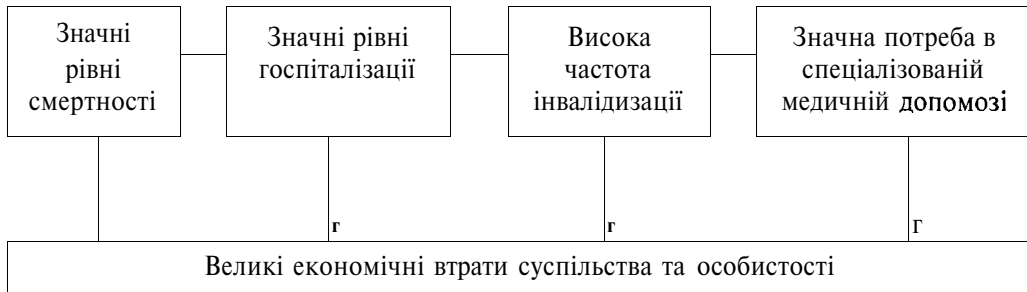 Значні
рівні
смертності
Значні рівні
госпіталізації
Висока
частота
інвалідизації
Значна потреба в
спеціалізованій
медичній допомозі
г г Г
Великі економічні втрати суспільства та особистості